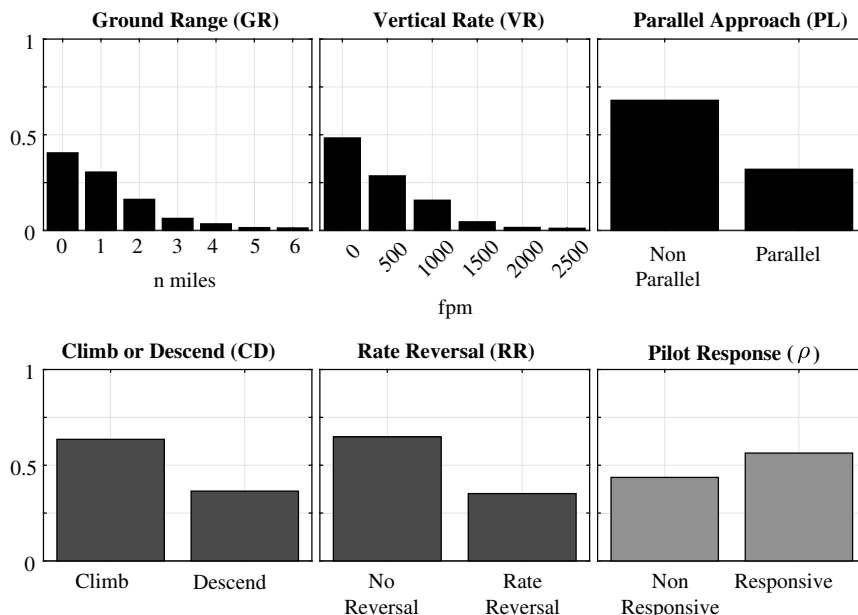 Ground Range (GR)
Vertical Rate (VR)
Parallel Approach (PL)
1
0.5
0
0 1 2 3 4 5 6
n miles
0 500 1000 1500 2000 2500
fpm
Non
Parallel
Parallel
Climb or Descend (CD)
Rate Reversal (RR)
Pilot Response (ρ)
1
0.5
0
Climb
Descend
No
Reversal
Rate
Reversal
Non
Responsive
Responsive